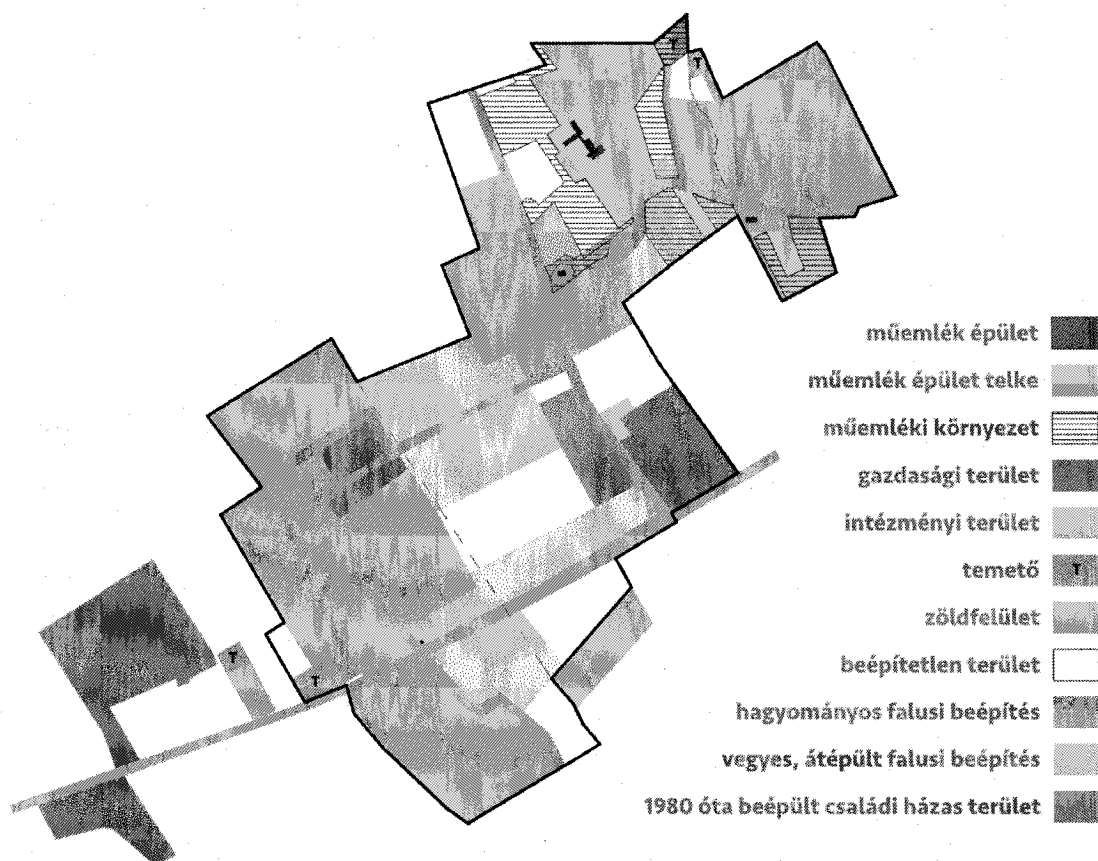 T
T
műemlék épület
műemlék épület telke
műemléki környezet
gazdasági terület
intézményi terület
temető T
zöldfelület
beépítetlen terület
hagyományos falusi beépítés
vegyes, átépült falusi beépítés
1980 óta beépült családi házas terület
T
T